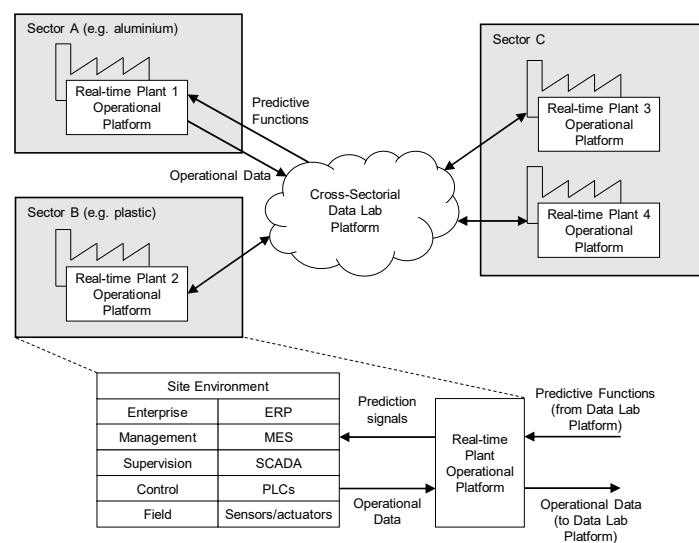 Sector A (e.g. aluminium)
Real-time Plant 1
Operational
Platform
Predictive
Functions
Operational Data
Sector B (e.g. plastic)
Real-time Plant 2
Operational
Platform
Cross-Sectorial
Data Lab
Platform
Sector C
Real-time Plant 3
Operational
Platform
Real-time Plant 4
Operational
Platform
Site Environment
Enterprise ERP
Management MES
Supervision SCADA
Control PLCs
Field Sensors/actuators
Prediction
signals
Operational
Data
Real-time
Plant
Operational
Platform
Predictive Functions
(from Data Lab
Platform)
Operational Data
(to Data Lab
Platform)